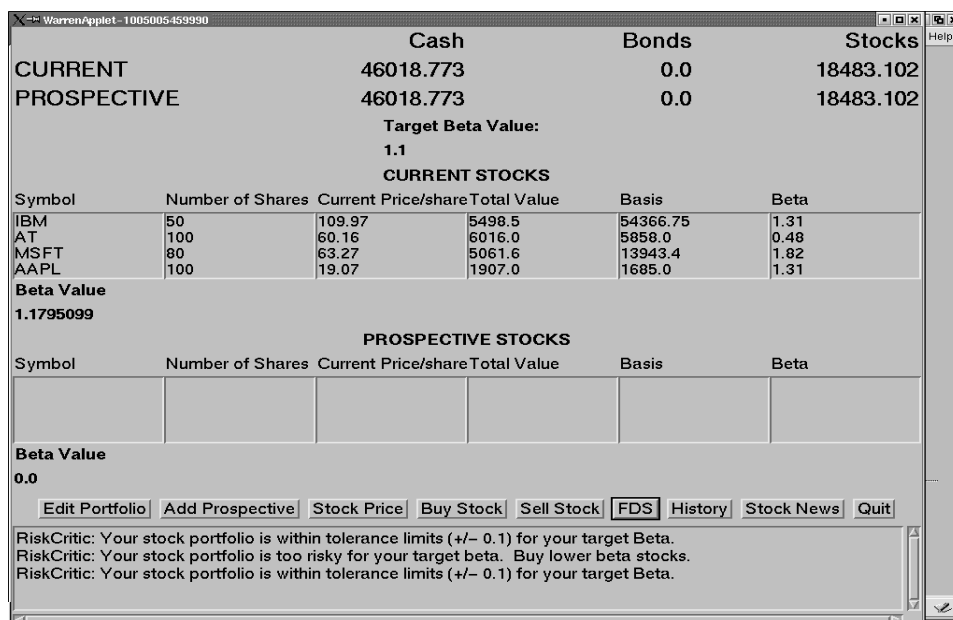 WarrenApplet-1005005459990
Help
Cash Bonds Stocks
CURRENT 46018.773 0.0 18483.102
PROSPECTIVE 46018.773 0.0 18483.102
Target Beta Value:
1.1
CURRENT STOCKS
Symbol Number of Shares Current Price/share Total Value Basis Beta
IBM 50 109.97 5498.5 54366.75 1.31
AT 100 60.16 6016.0 5858.0 0.48
MSFT 80 63.27 5061.6 13943.4 1.82
AAPL 100 19.07 1907.0 1685.0 1.31
Beta Value
1.1795099
PROSPECTIVE STOCKS
Symbol Number of Shares Current Price/share Total Value Basis Beta
Beta Value
0.0
Edit Portfolio Add Prospective Stock Price Buy Stock Sell Stock FDS History Stock News Quit
RiskCritic: Your stock portfolio is within tolerance limits (+/- 0.1) for your target Beta.
RiskCritic: Your stock portfolio is too risky for your target beta.  Buy lower beta stocks.
RiskCritic: Your stock portfolio is within tolerance limits (+/- 0.1) for your target Beta.